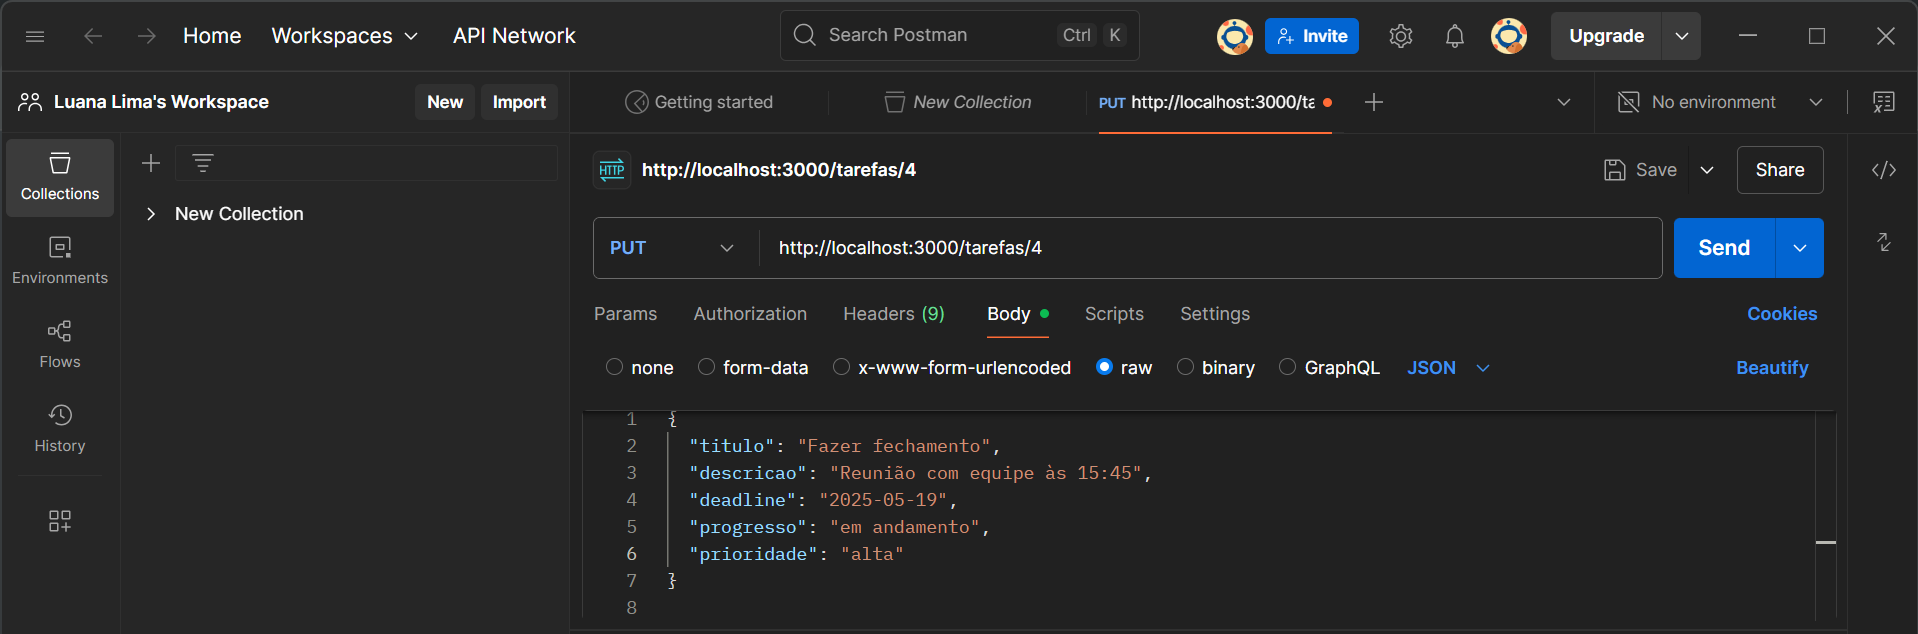 Home Workspaces API Network Search Postman Ctrl K Invite Upgrade
Luana Lima's Workspace New Import Getting started New Collection PUT http://localhost:3000/ta No environment
Collections
New Collection
Environments
Flows
History
HTTP http://localhost:3000/tarefas/4 Save Share
PUT http://localhost:3000/tarefas/4 Send
Params Authorization Headers (9) Body Scripts Settings Cookies
none form-data x-www-form-urlencoded raw binary GraphQL JSON Beautify
1 {
2 "titulo": "Fazer fechamento",
3 "descricao": "Reunião com equipe às 15:45",
4 "deadline": "2025-05-19",
5 "progresso": "em andamento",
6 "prioridade": "alta"
7 }
8